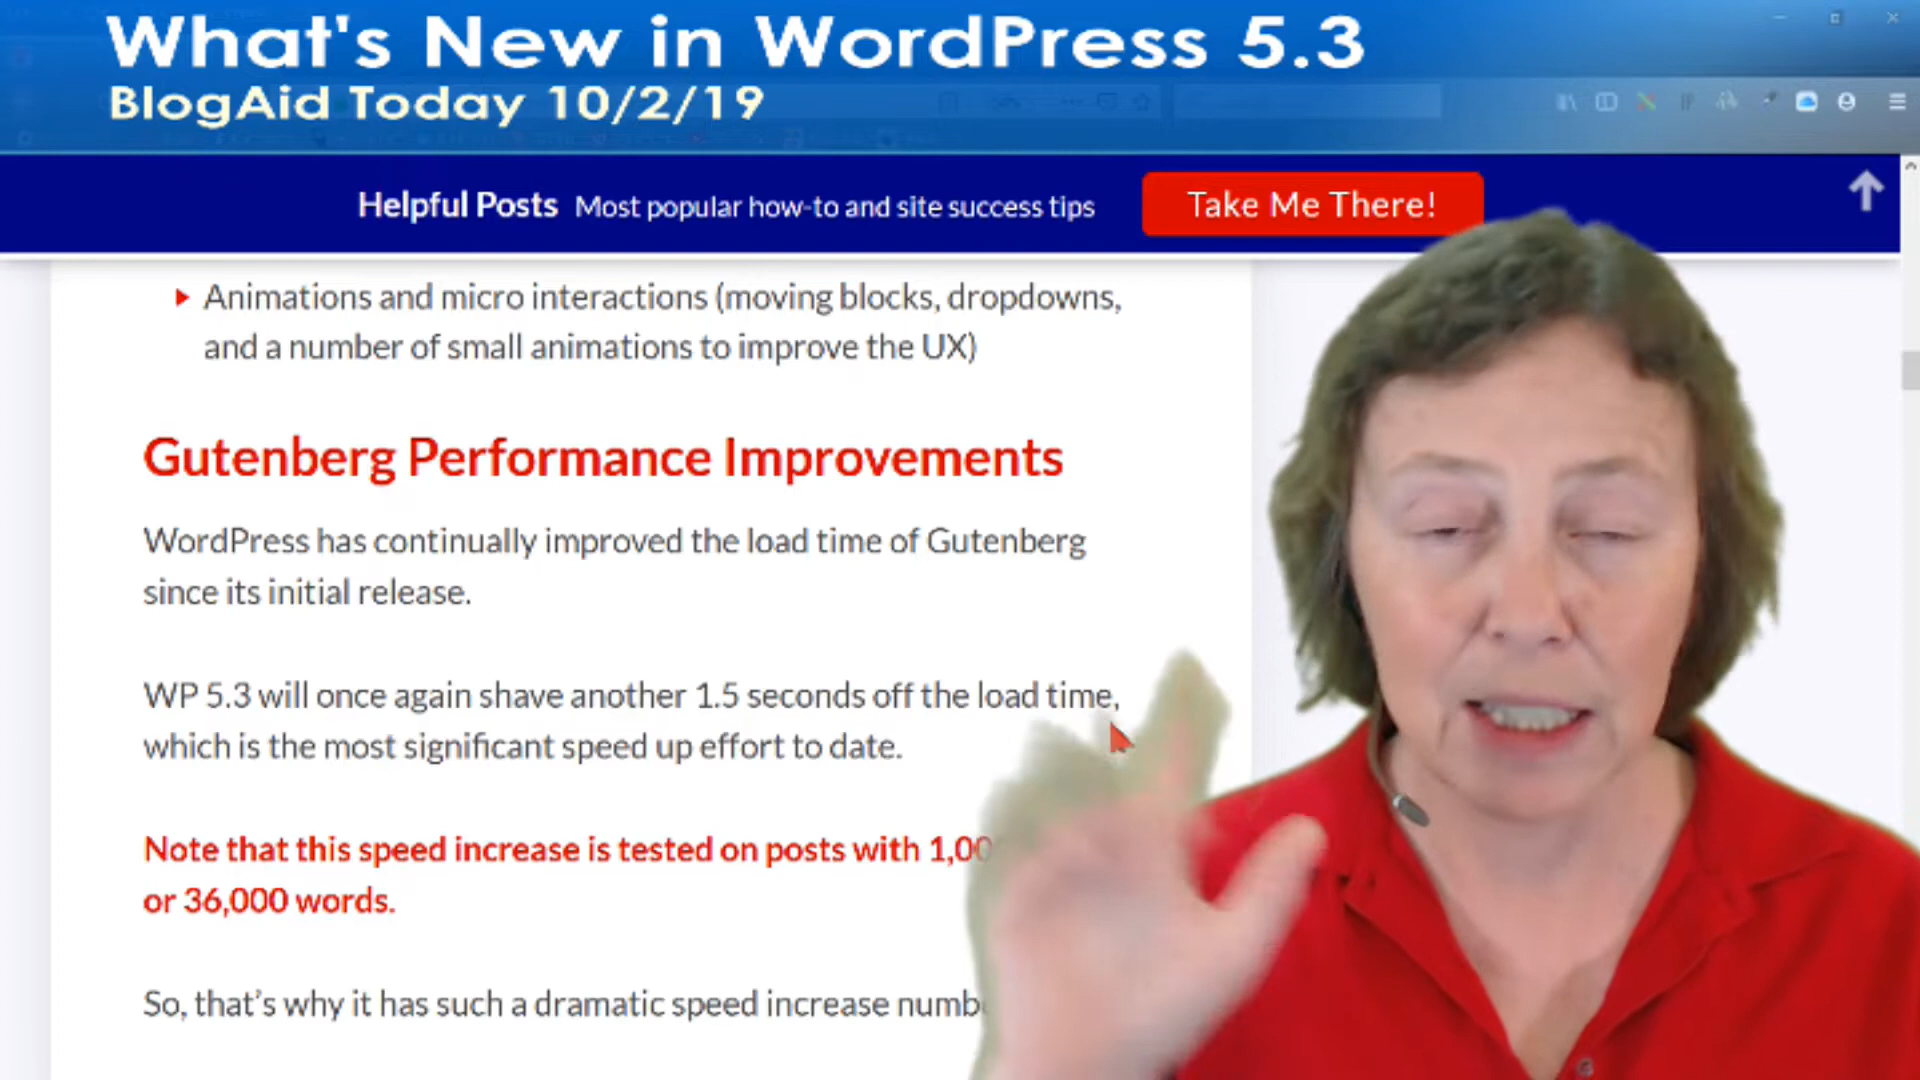 What's New in WordPress 5.3
BlogAid Today 10/2/19
Helpful Posts Most popular how-to and site success tips Take Me There!
Animations and micro interactions (moving blocks, dropdowns,
and a number of small animations to improve the UX)
Gutenberg Performance Improvements
WordPress has continually improved the load time of Gutenberg
since its initial release.
WP 5.3 will once again shave another 1.5 seconds off the load time,
which is the most significant speed up effort to date.
Note that this speed increase is tested on posts with
or 36,000 words.
So, that's why it has such a dramatic speed increase